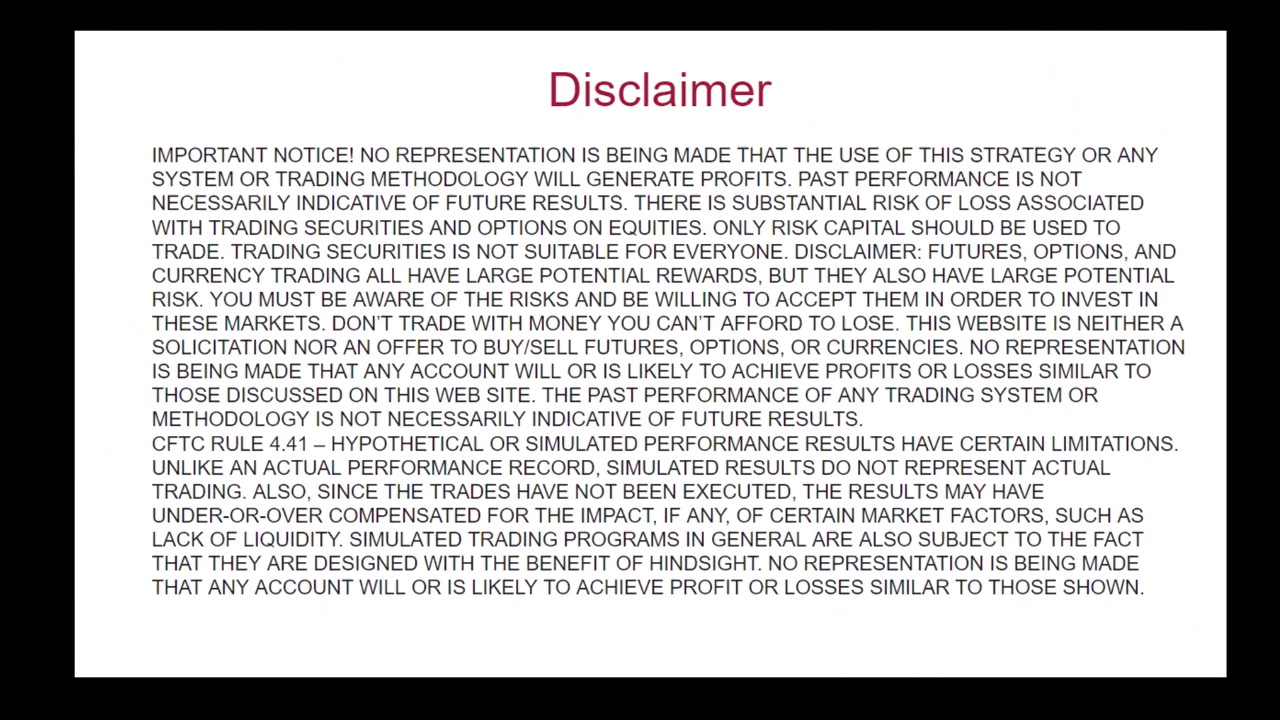 Disclaimer
IMPORTANT NOTICE! NO REPRESENTATION IS BEING MADE THAT THE USE OF THIS STRATEGY OR ANY
SYSTEM OR TRADING METHODOLOGY WILL GENERATE PROFITS. PAST PERFORMANCE IS NOT
NECESSARILY INDICATIVE OF FUTURE RESULTS. THERE IS SUBSTANTIAL RISK OF LOSS ASSOCIATED
WITH TRADING SECURITIES AND OPTIONS ON EQUITIES. ONLY RISK CAPITAL SHOULD BE USED TO
TRADE. TRADING SECURITIES IS NOT SUITABLE FOR EVERYONE. DISCLAIMER: FUTURES, OPTIONS, AND
CURRENCY TRADING ALL HAVE LARGE POTENTIAL REWARDS, BUT THEY ALSO HAVE LARGE POTENTIAL
RISK. YOU MUST BE AWARE OF THE RISKS AND BE WILLING TO ACCEPT THEM IN ORDER TO INVEST IN
THESE MARKETS. DON’T TRADE WITH MONEY YOU CAN’T AFFORD TO LOSE. THIS WEBSITE IS NEITHER A
SOLICITATION NOR AN OFFER TO BUY/SELL FUTURES, OPTIONS, OR CURRENCIES. NO REPRESENTATION
IS BEING MADE THAT ANY ACCOUNT WILL OR IS LIKELY TO ACHIEVE PROFITS OR LOSSES SIMILAR TO
THOSE DISCUSSED ON THIS WEB SITE. THE PAST PERFORMANCE OF ANY TRADING SYSTEM OR
METHODOLOGY IS NOT NECESSARILY INDICATIVE OF FUTURE RESULTS.
CFTC RULE 4.41 – HYPOTHETICAL OR SIMULATED PERFORMANCE RESULTS HAVE CERTAIN LIMITATIONS.
UNLIKE AN ACTUAL PERFORMANCE RECORD, SIMULATED RESULTS DO NOT REPRESENT ACTUAL
TRADING. ALSO, SINCE THE TRADES HAVE NOT BEEN EXECUTED, THE RESULTS MAY HAVE
UNDER-OR-OVER COMPENSATED FOR THE IMPACT, IF ANY, OF CERTAIN MARKET FACTORS, SUCH AS
LACK OF LIQUIDITY. SIMULATED TRADING PROGRAMS IN GENERAL ARE ALSO SUBJECT TO THE FACT
THAT THEY ARE DESIGNED WITH THE BENEFIT OF HINDSIGHT. NO REPRESENTATION IS BEING MADE
THAT ANY ACCOUNT WILL OR IS LIKELY TO ACHIEVE PROFIT OR LOSSES SIMILAR TO THOSE SHOWN.